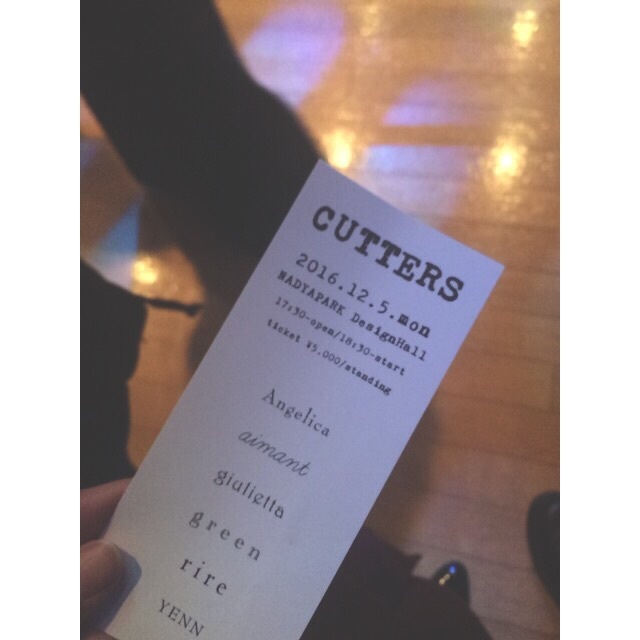 CUTTERS
2016.12.5.mon
NADYAPARK DesignHall
17:30-open/18:30-start
ticket ¥5,000/standing
Angelica
aimant
giulietta
green
rire
YENN